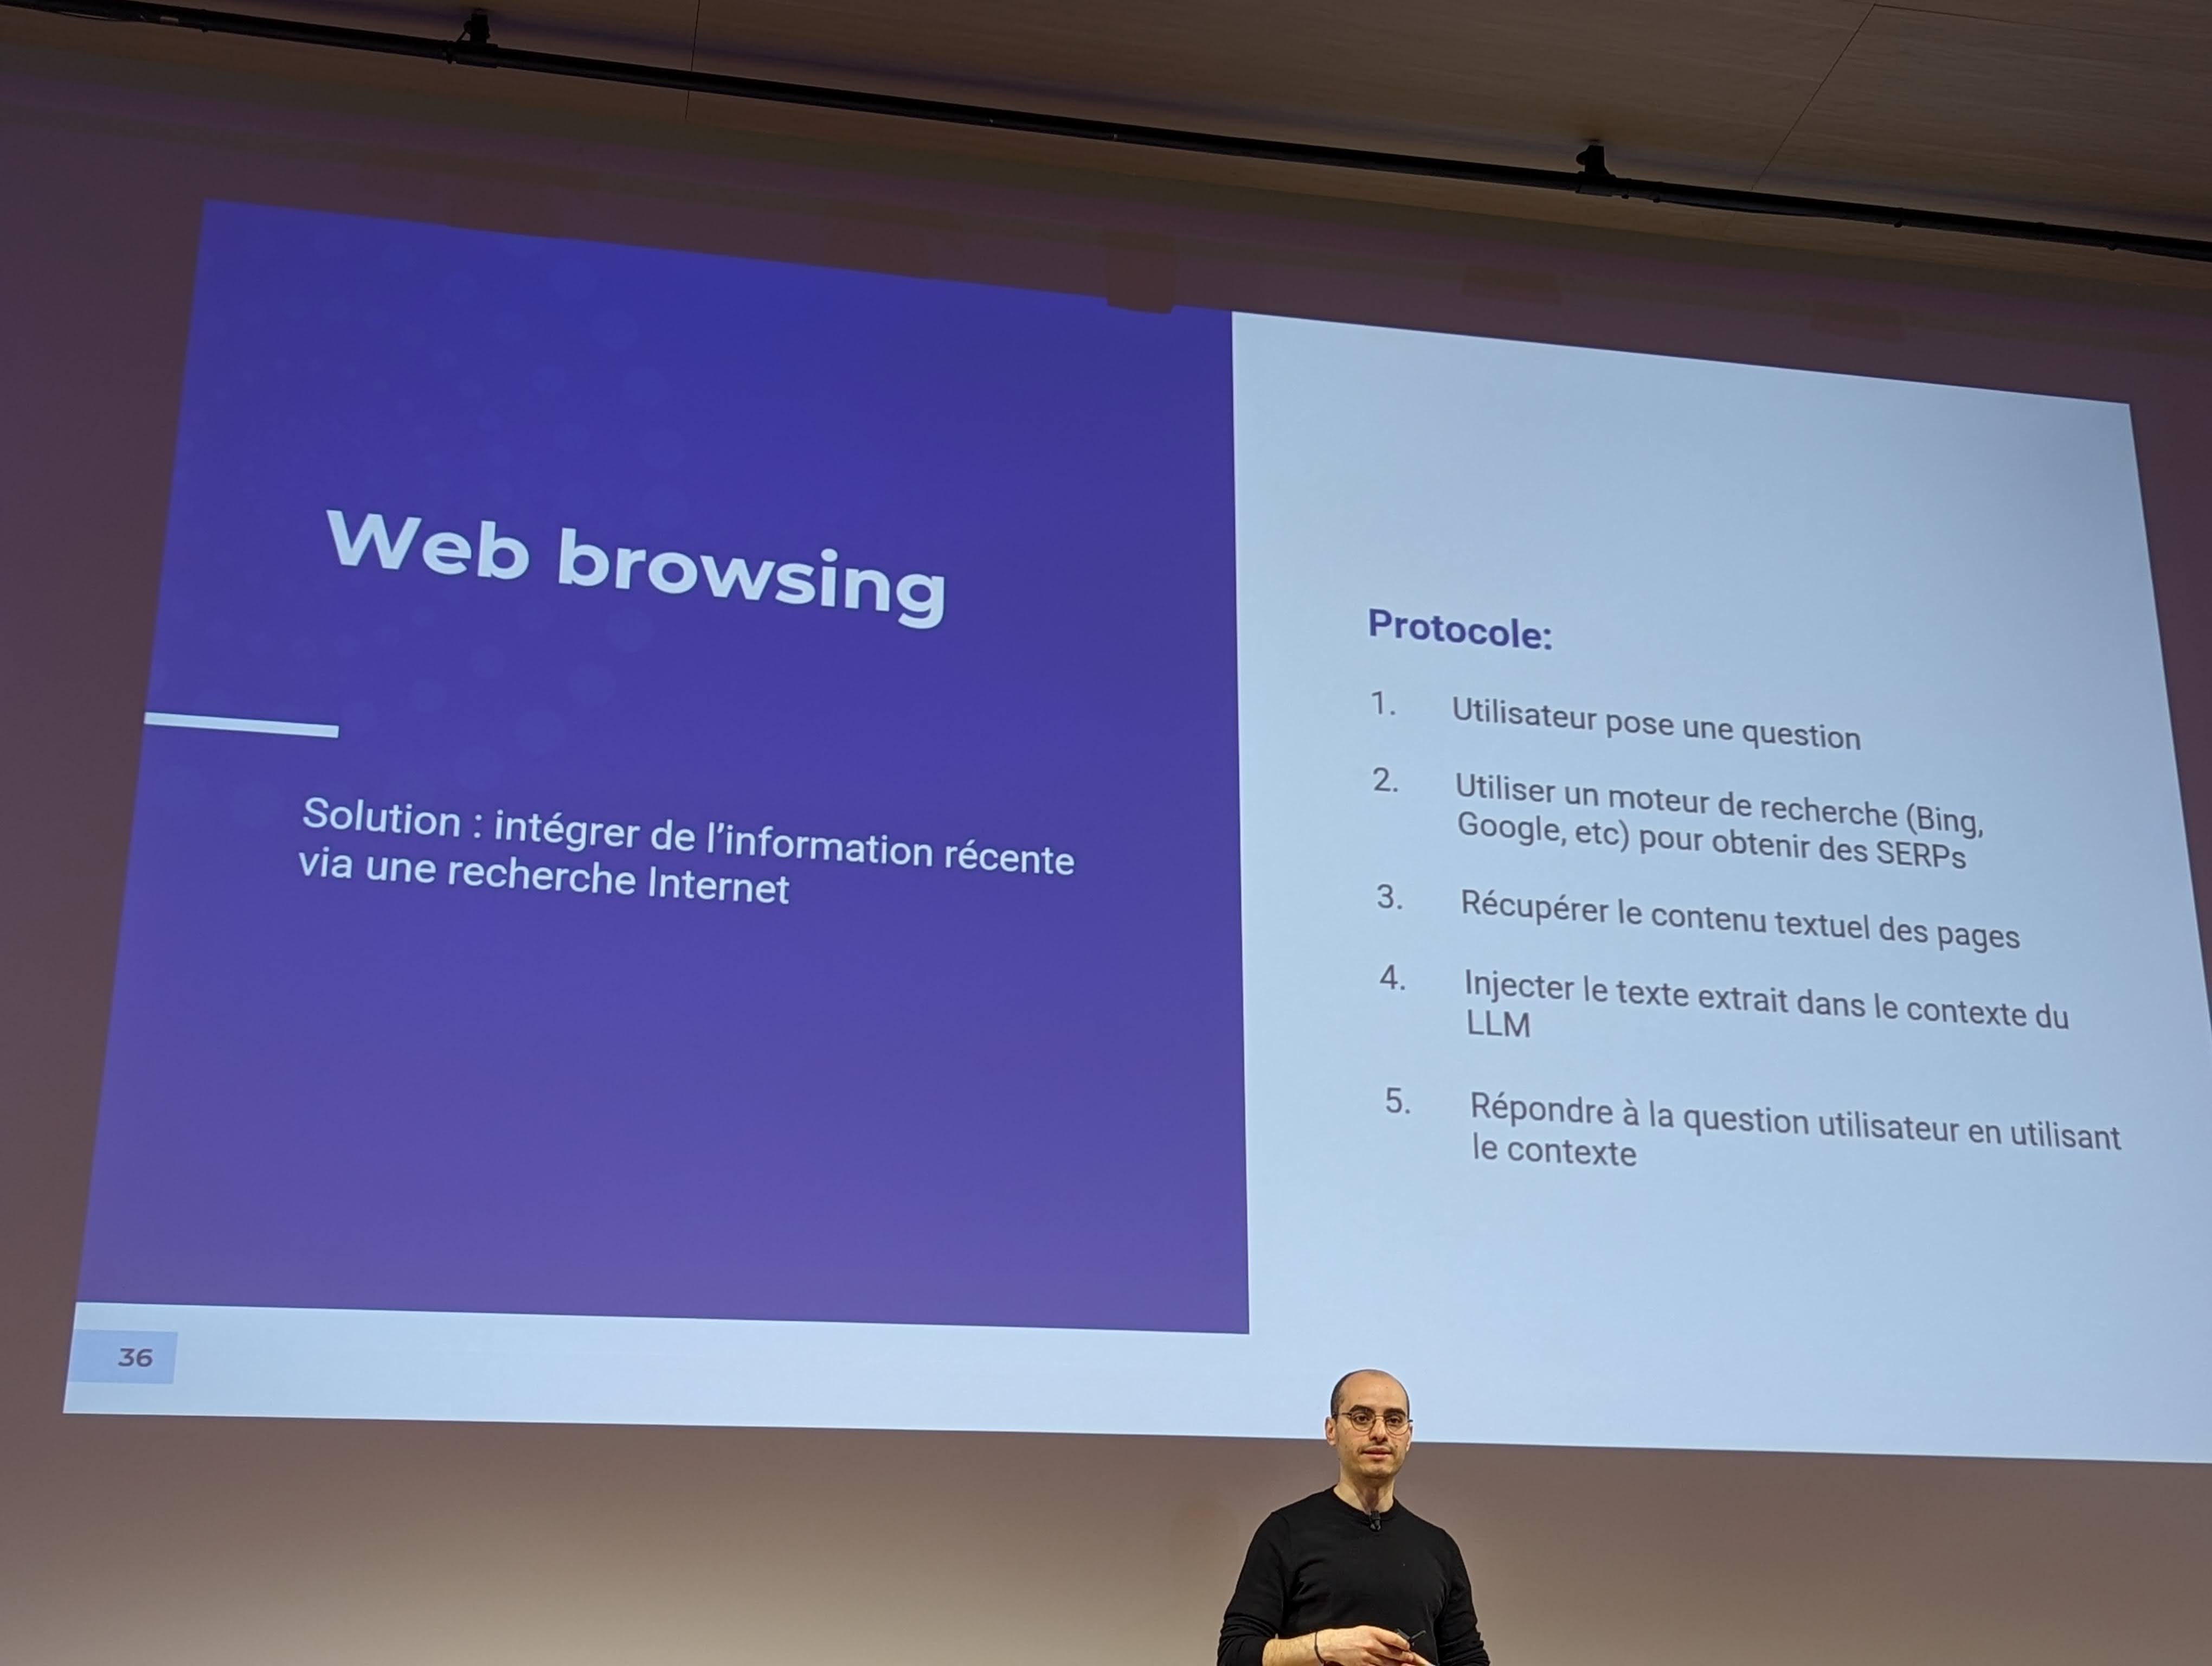 Web browsing
Solution : intégrer de l'information récente
via une recherche Internet
Protocole:
1. Utilisateur pose une question
2. Utiliser un moteur de recherche (Bing,
Google, etc) pour obtenir des SERPs
3. Récupérer le contenu textuel des pages
4. Injecter le texte extrait dans le contexte du
LLM
5. Répondre à la question utilisateur en utilisant
le contexte
36